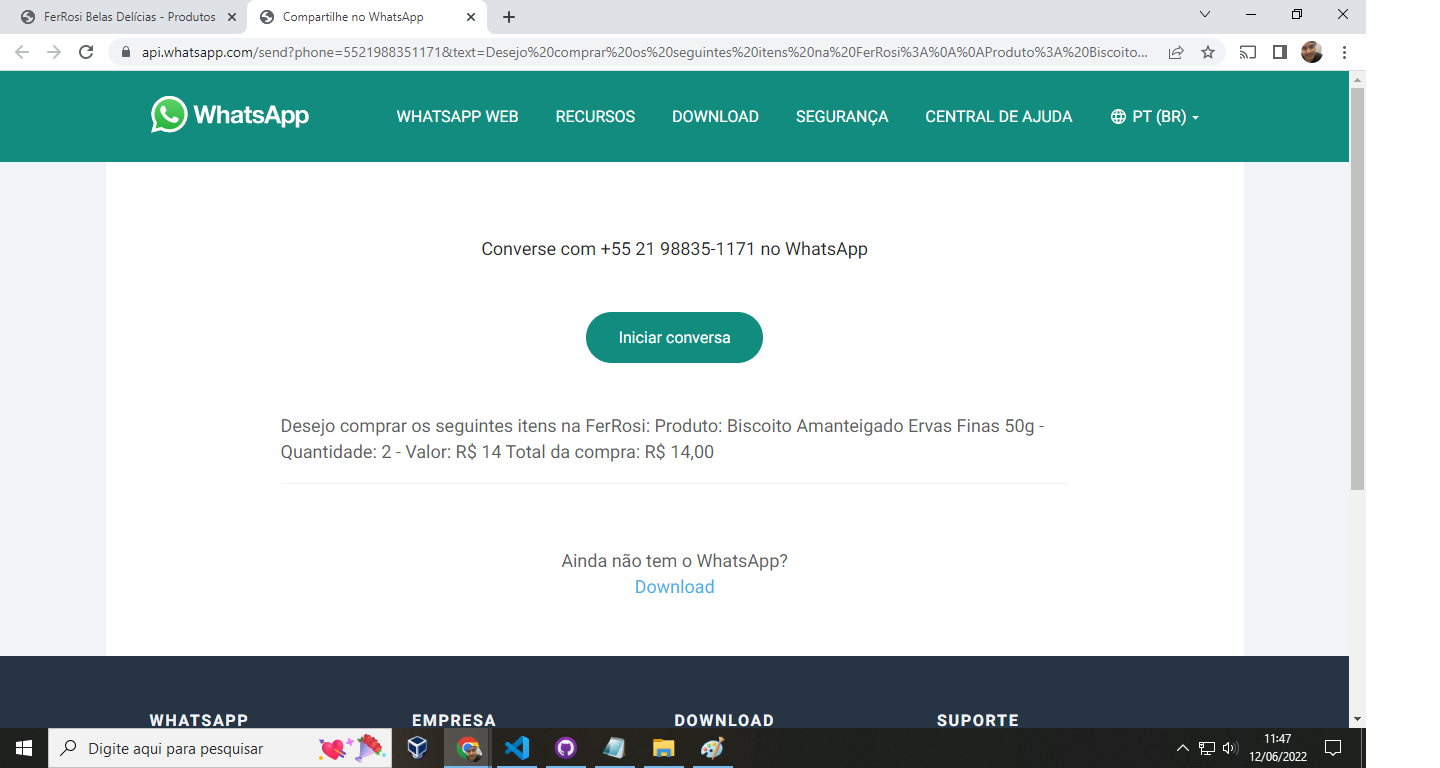 FerRosi Belas Delícias - Produtos
Compartilhe no WhatsApp
api.whatsapp.com/send?phone=5521988351171&text=Desejo%20comprar%20os%20seguintes%20itens%20na%20FerRosi%3A%0A%0AProduto%3A%20Biscoito...
WhatsApp
WHATSAPP WEB
RECURSOS
DOWNLOAD
SEGURANÇA
CENTRAL DE AJUDA
PT (BR)
Converse com +55 21 98835-1171 no WhatsApp
Iniciar conversa
Desejo comprar os seguintes itens na FerRosi: Produto: Biscoito Amanteigado Ervas Finas 50g -
Quantidade: 2 - Valor: R$ 14 Total da compra: R$ 14,00
Ainda não tem o WhatsApp?
Download
WHATSAPP
EMPRESA
DOWNLOAD
SUPORTE
Digite aqui para pesquisar
11:47
12/06/2022